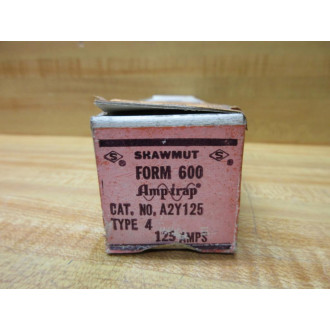 SHAWMUT
FORM 600
Amp-trap®
CAT. NO. A2Y125
TYPE 4
125 AMPS